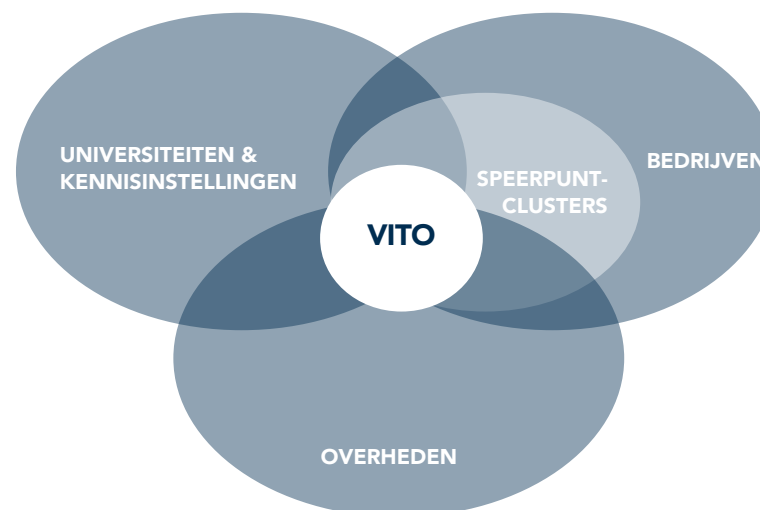 UNIVERSITEITEN &
KENNISINSTELLINGEN
BEDRIJVEN
SPEERPUNT-
CLUSTERS
VITO
OVERHEDEN